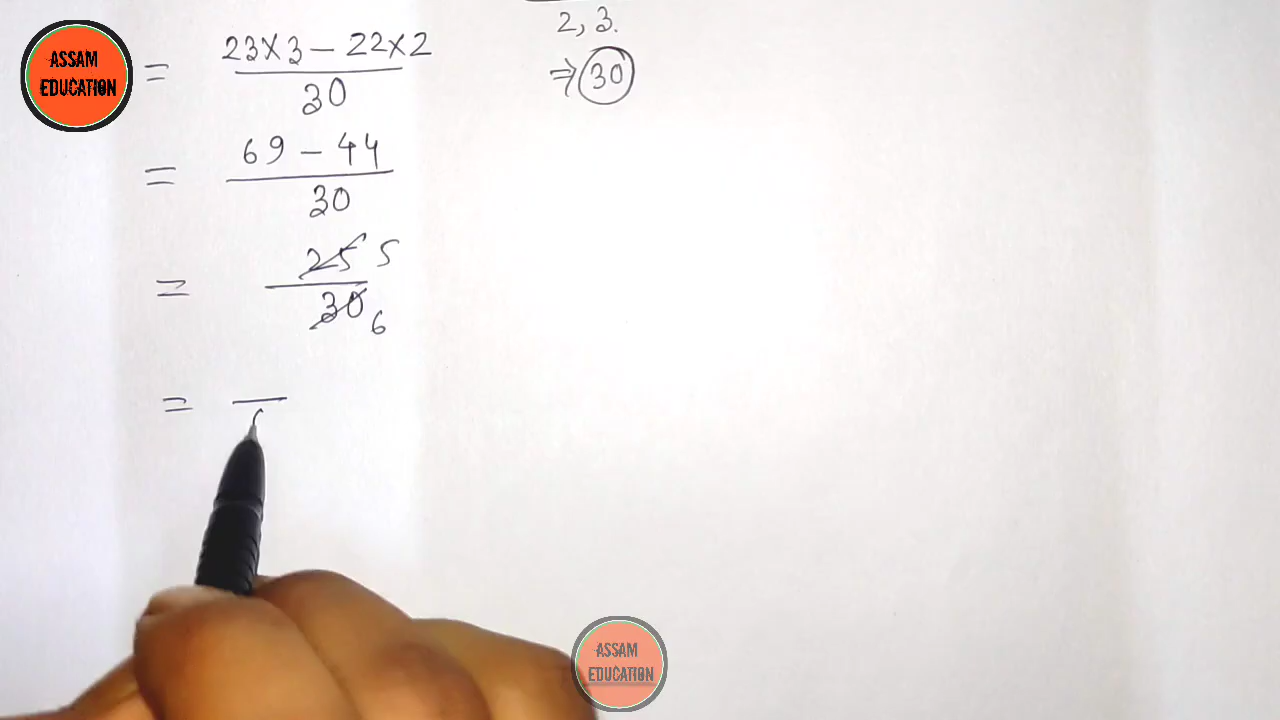 ASSAM
EDUCATION
= 23×3 – 22×2
30
= 69 – 44
30
= 25 5
30 6
=
2, 3.
⇒ 30
ASSAM
EDUCATION